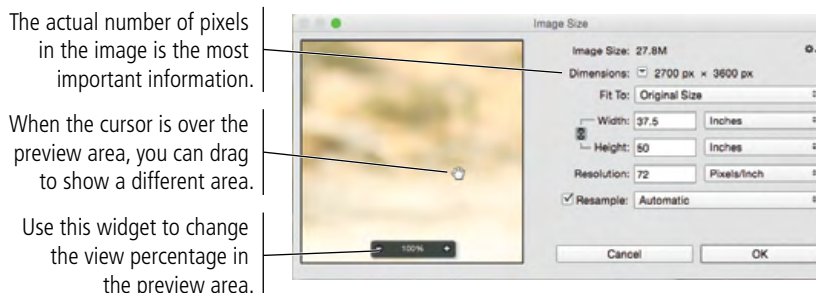 The actual number of pixels
in the image is the most
important information.
When the cursor is over the
preview area, you can drag
to show a different area.
Use this widget to change
the view percentage in
the preview area.
Image Size
Image Size: 27.8M
Dimensions: 2700 px × 3600 px
Fit To: Original Size
Width: 37.5 Inches
Height: 50 Inches
Resolution: 72 Pixels/Inch
Resample: Automatic
- 100% +
Cancel OK